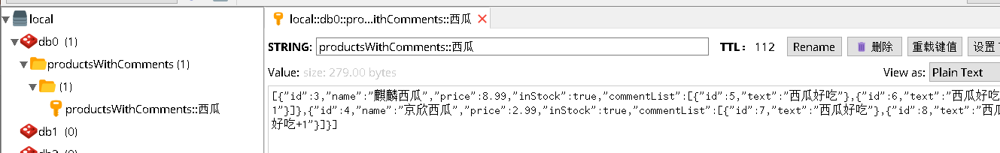 local
db0 (1)
productsWithComments (1)
(1)
productsWithComments::西瓜
db1 (0)
local::db0::pro...ithComments::西瓜
STRING: productsWithComments::西瓜 TTL: 112 Rename 删除 重载键值 设置
Value: size: 279.00 bytes View as: Plain Text
[{"id":3,"name":"麒麟西瓜","price":8.99,"inStock":true,"commentList":[{"id":5,"text":"西瓜好吃"},{"id":6,"text":"西瓜好吃
1"}]},{"id":4,"name":"京欣西瓜","price":2.99,"inStock":true,"commentList":[{"id":7,"text":"西瓜好吃"},{"id":8,"text":"西
好吃+1"}]}]